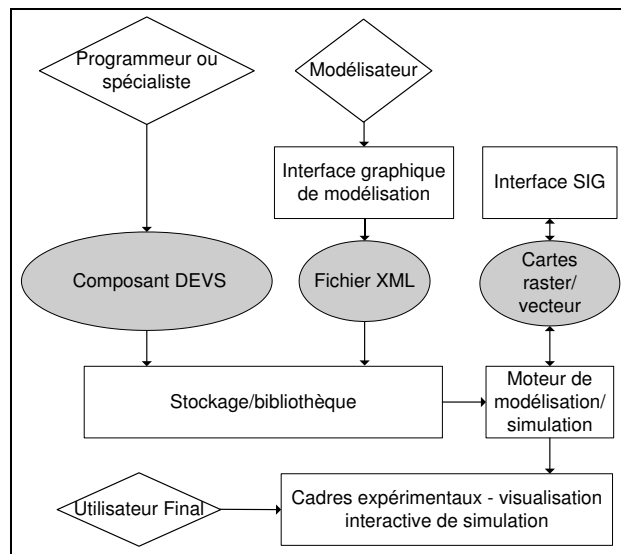 Programmeur ou
spécialiste
Modélisateur
Interface graphique
de modélisation
Interface SIG
Composant DEVS
Fichier XML
Cartes
raster/
vecteur
Stockage/bibliothèque
Moteur de
modélisation/
simulation
Utilisateur Final
Cadres expérimentaux - visualisation
interactive de simulation